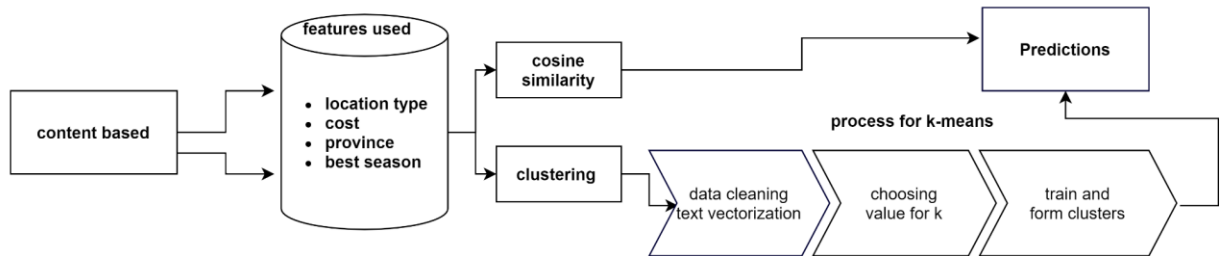 content based
features used
• location type
• cost
• province
• best season
cosine
similarity
clustering
Predictions
process for k-means
data cleaning
text vectorization
choosing
value for k
train and
form clusters